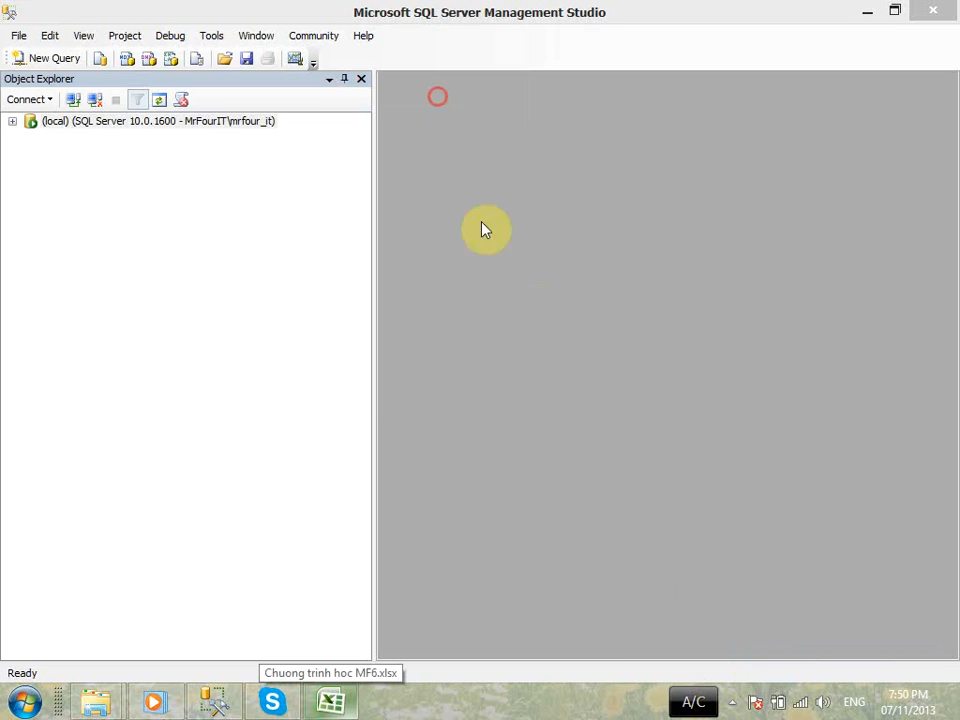 Microsoft SQL Server Management Studio
File Edit View Project Debug Tools Window Community Help
New Query
Object Explorer
Connect
(local) (SQL Server 10.0.1600 - MrFourIT\mrfour_it)
Ready
Chuong trinh hoc MF6.xlsx
A/C
ENG
7:50 PM
07/11/2013